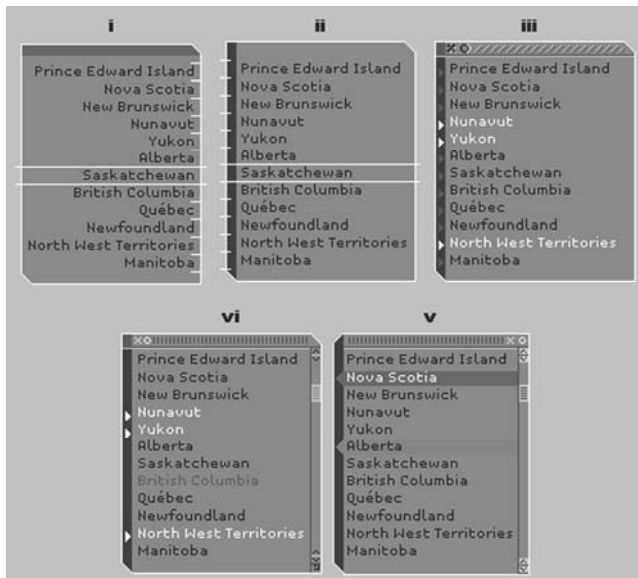 i
Prince Edward Island
Nova Scotia
New Brunswick
Nunavut
Yukon
Alberta
Saskatchewan
British Columbia
Québec
Newfoundland
North West Territories
Manitoba
ii
Prince Edward Island
Nova Scotia
New Brunswick
Nunavut
Yukon
Alberta
Saskatchewan
British Columbia
Québec
Newfoundland
North West Territories
Manitoba
iii
Prince Edward Island
Nova Scotia
New Brunswick
Nunavut
Yukon
Alberta
Saskatchewan
British Columbia
Québec
Newfoundland
North West Territories
Manitoba
vi
Prince Edward Island
Nova Scotia
New Brunswick
Nunavut
Yukon
Alberta
Saskatchewan
British Columbia
Québec
Newfoundland
North West Territories
Manitoba
v
Prince Edward Island
Nova Scotia
New Brunswick
Nunavut
Yukon
Alberta
Saskatchewan
British Columbia
Québec
Newfoundland
North West Territories
Manitoba